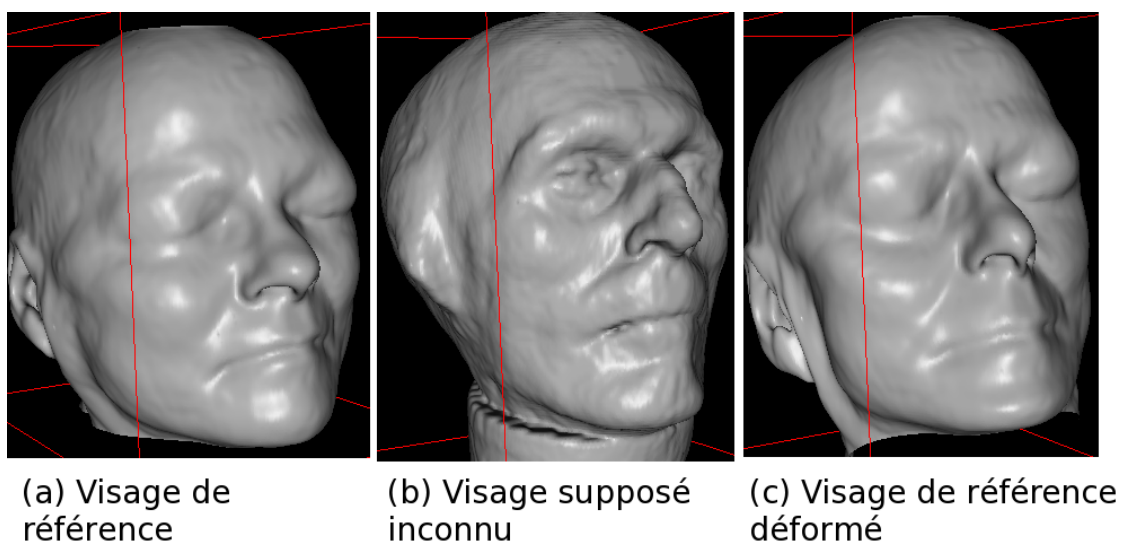 (a) Visage de
référence
(b) Visage supposé
inconnu
(c) Visage de référence
déformé